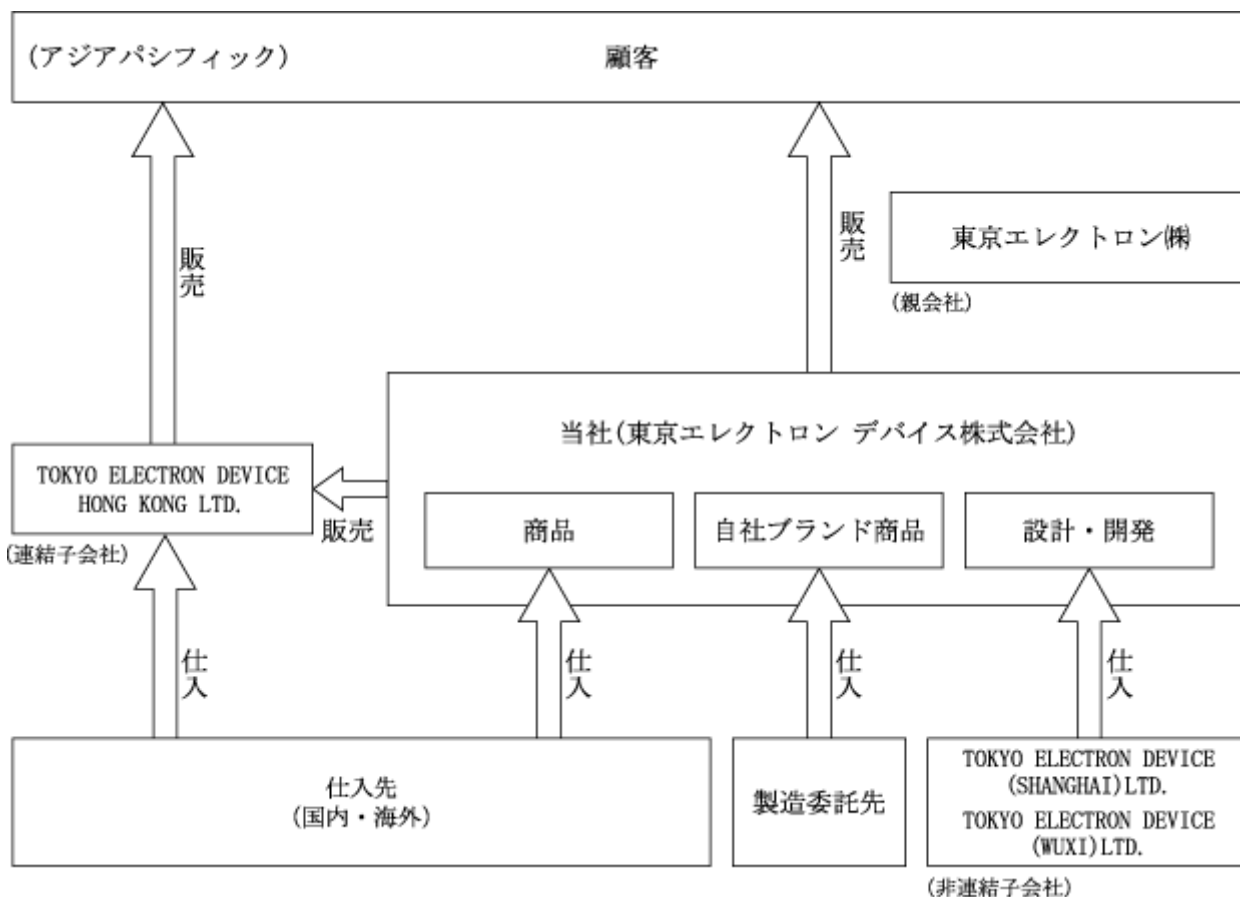 (アジアパシフィック) 顧客
販売
販売
東京エレクトロン㈱
(親会社)
当社(東京エレクトロン デバイス株式会社)
TOKYO ELECTRON DEVICE
HONG KONG LTD.
(連結子会社)
販売
商品
自社ブランド商品
設計・開発
仕入
仕入
仕入
仕入
仕入先
(国内・海外)
製造委託先
TOKYO ELECTRON DEVICE
(SHANGHAI)LTD.
TOKYO ELECTRON DEVICE
(WUXI)LTD.
(非連結子会社)